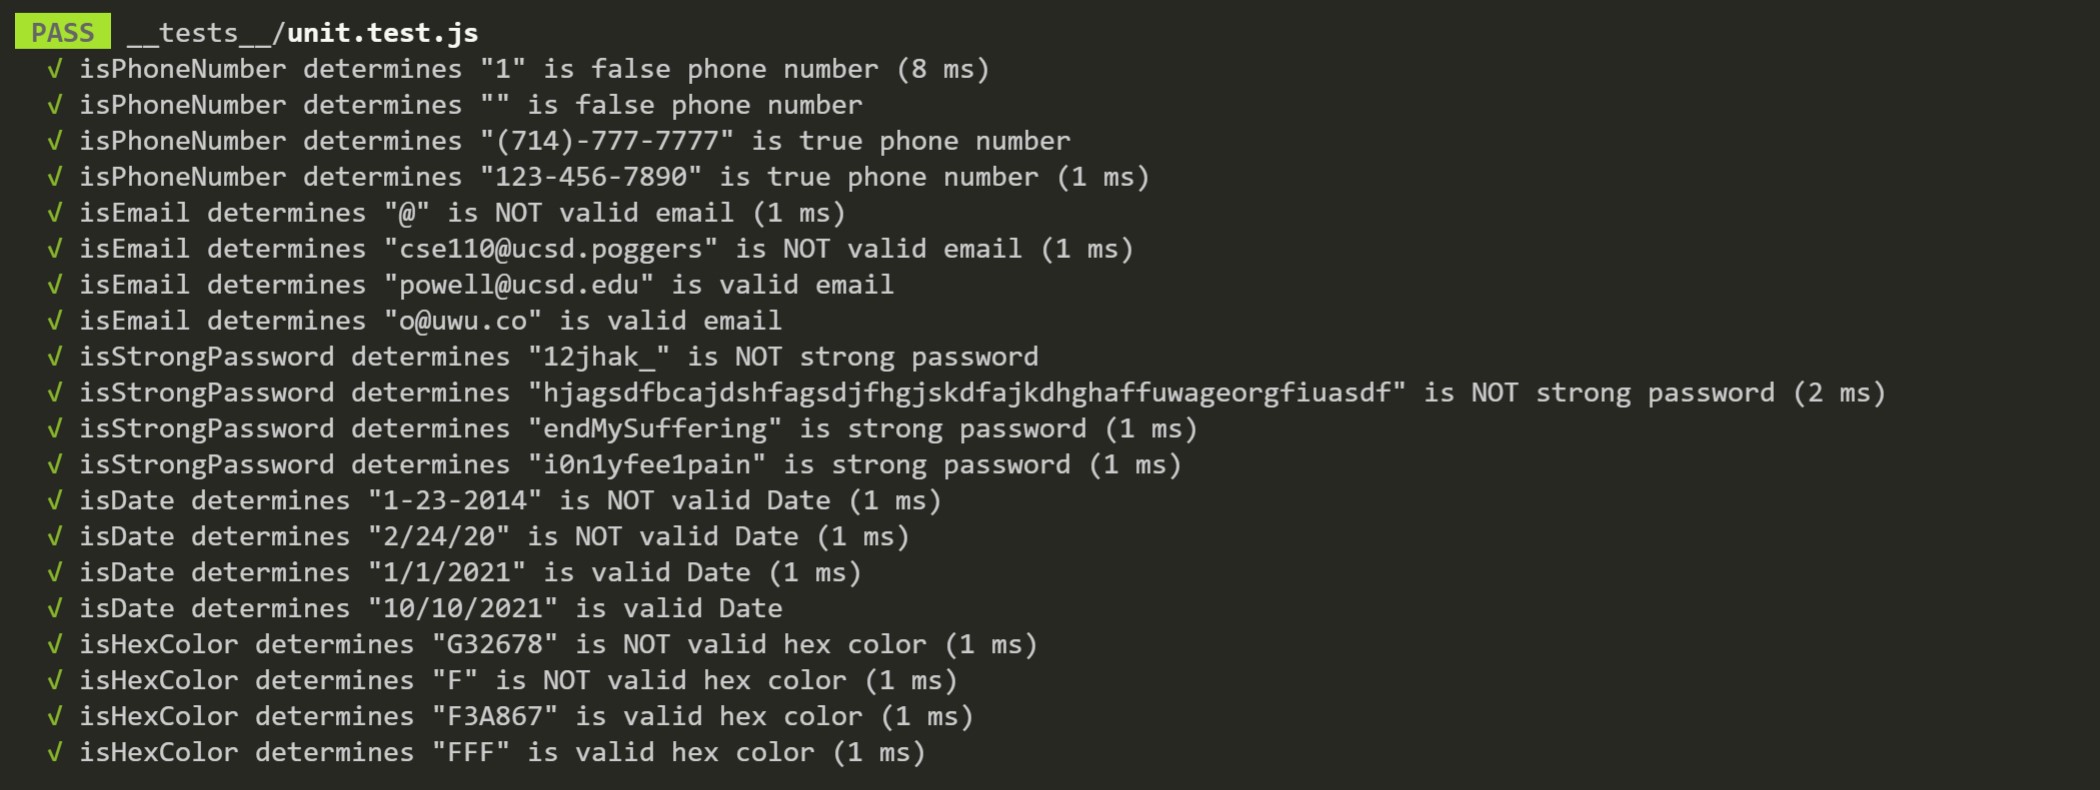 PASS __tests__/unit.test.js
√ isPhoneNumber determines "1" is false phone number (8 ms)
√ isPhoneNumber determines "" is false phone number
√ isPhoneNumber determines "(714)-777-7777" is true phone number
√ isPhoneNumber determines "123-456-7890" is true phone number (1 ms)
√ isEmail determines "@" is NOT valid email (1 ms)
√ isEmail determines "cse110@ucsd.poggers" is NOT valid email (1 ms)
√ isEmail determines "powell@ucsd.edu" is valid email
√ isEmail determines "o@uwu.co" is valid email
√ isStrongPassword determines "12jhak_" is NOT strong password
√ isStrongPassword determines "hjagsdfbcajdshfagsdjfhgjskdfajkdhghaffuwageorgfiuasdf" is NOT strong password (2 ms)
√ isStrongPassword determines "endMySuffering" is strong password (1 ms)
√ isStrongPassword determines "i0n1yfee1pain" is strong password (1 ms)
√ isDate determines "1-23-2014" is NOT valid Date (1 ms)
√ isDate determines "2/24/20" is NOT valid Date (1 ms)
√ isDate determines "1/1/2021" is valid Date (1 ms)
√ isDate determines "10/10/2021" is valid Date
√ isHexColor determines "G32678" is NOT valid hex color (1 ms)
√ isHexColor determines "F" is NOT valid hex color (1 ms)
√ isHexColor determines "F3A867" is valid hex color (1 ms)
√ isHexColor determines "FFF" is valid hex color (1 ms)